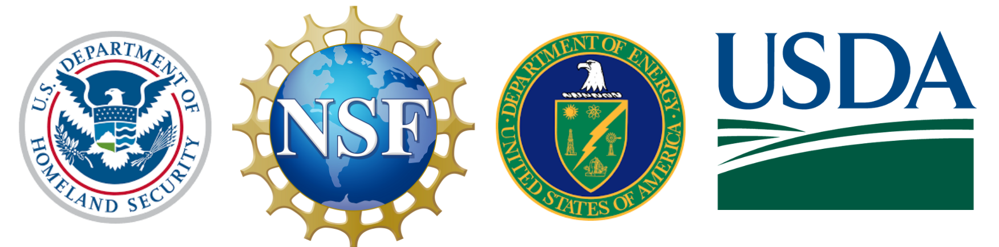 U.S. DEPARTMENT OF
HOMELAND SECURITY
NSF
DEPARTMENT OF ENERGY
UNITED STATES OF AMERICA
USDA